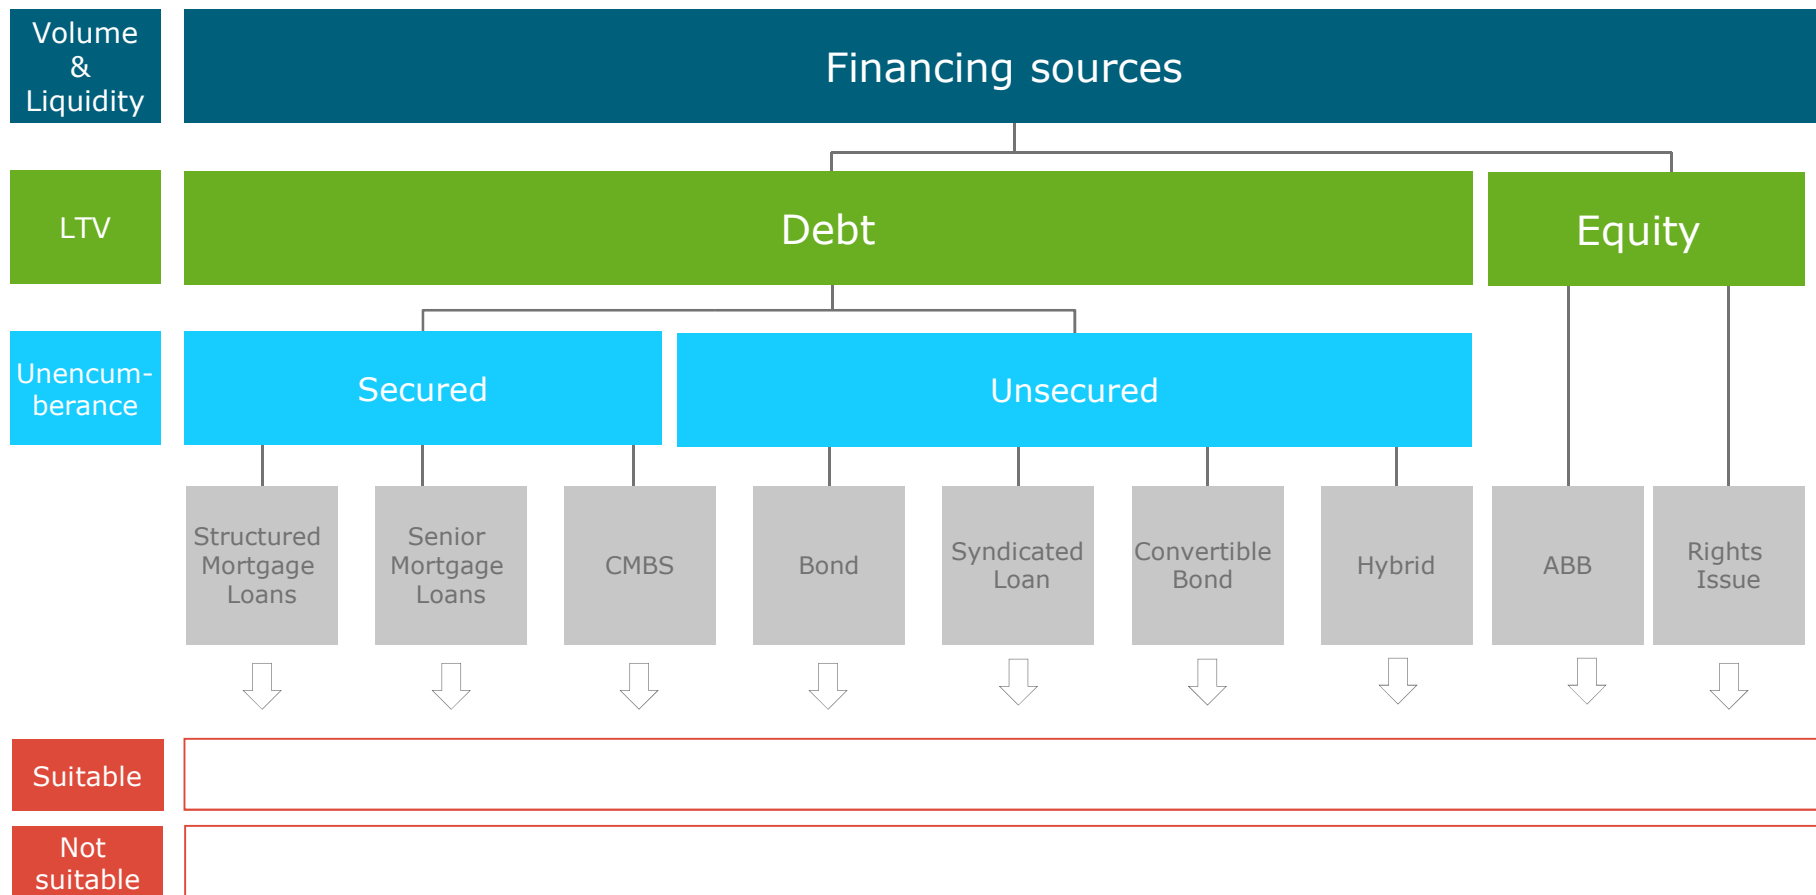 Volume
&
Liquidity
Financing sources
LTV
Debt
Equity
Unencum-
berance
Secured
Unsecured
Structured
Mortgage
Loans
Senior
Mortgage
Loans
CMBS
Bond
Syndicated
Loan
Convertible
Bond
Hybrid
ABB
Rights
Issue
Suitable
Not
suitable